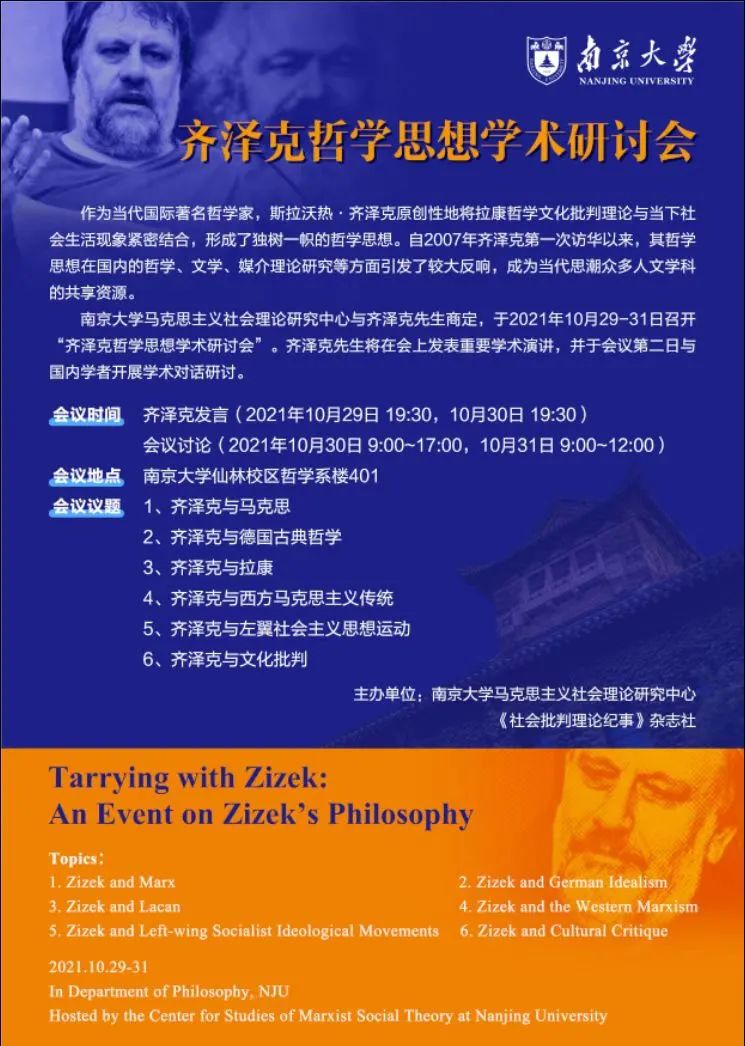 南京大學
NANJING UNIVERSITY
齐泽克哲学思想学术研讨会
作为当代国际著名哲学家，斯拉沃热·齐泽克原创性地将拉康哲学文化批判理论与当下社
会生活现象紧密结合，形成了独树一帜的哲学思想。自2007年齐泽克第一次访华以来，其哲学
思想在国内的哲学、文学、媒介理论研究等方面引发了较大反响，成为当代思潮众多人文学科
的共享资源。
南京大学马克思主义社会理论研究中心与齐泽克先生商定，于2021年10月29-31日召开
“齐泽克哲学思想学术研讨会”。齐泽克先生将在会上发表重要学术演讲，并于会议第二日与
国内学者开展学术对话研讨。
会议时间 齐泽克发言（2021年10月29日 19:30，10月30日 19:30）
会议讨论（2021年10月30日 9:00~17:00，10月31日 9:00~12:00）
会议地点 南京大学仙林校区哲学系楼401
会议议题 1、齐泽克与马克思
2、齐泽克与德国古典哲学
3、齐泽克与拉康
4、齐泽克与西方马克思主义传统
5、齐泽克与左翼社会主义思想运动
6、齐泽克与文化批判
主办单位：南京大学马克思主义社会理论研究中心
《社会批判理论纪事》杂志社
Tarrying with Zizek:
An Event on Zizek’s Philosophy
Topics：
1. Zizek and Marx 2. Zizek and German Idealism
3. Zizek and Lacan 4. Zizek and the Western Marxism
5. Zizek and Left-wing Socialist Ideological Movements 6. Zizek and Cultural Critique
2021.10.29-31
In Department of Philosophy, NJU
Hosted by the Center for Studies of Marxist Social Theory at Nanjing University